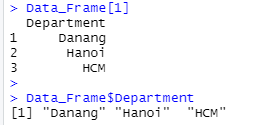 > Data_Frame[1]
  Department
1     Danang
2      Hanoi
3        HCM
>
> Data_Frame$Department
[1] "Danang" "Hanoi"  "HCM"